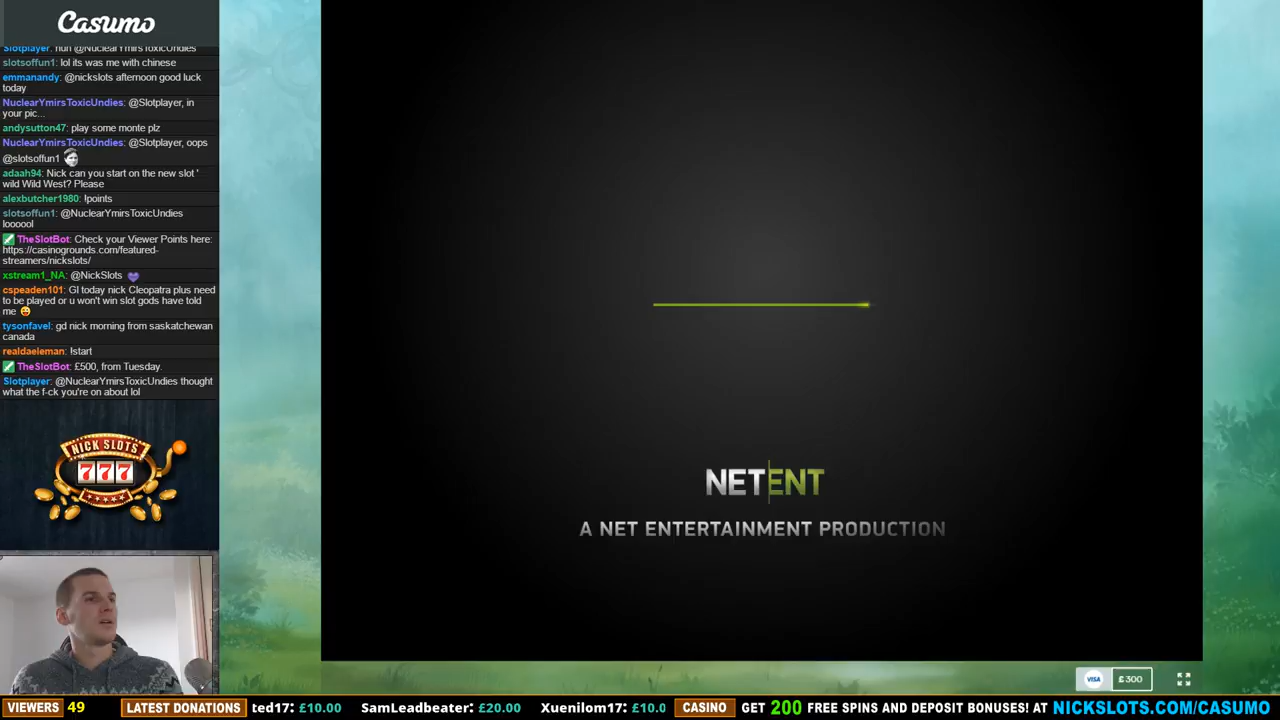 Casumo
Slotplayer: huh @NuclearYmirsToxicUndies
slotsoffun1: lol its was me with chinese
emmanandy: @nickslots afternoon good luck
today
NuclearYmirsToxicUndies: @Slotplayer, in
your pic...
andysutton47: play some monte plz
NuclearYmirsToxicUndies: @Slotplayer, oops
@slotsoffun1
adaah94: Nick can you start on the new slot '
wild Wild West? Please
alexbutcher1980: !points
slotsoffun1: @NuclearYmirsToxicUndies
loooool
TheSlotBot: Check your Viewer Points here:
https://casinogrounds.com/featured-
streamers/nickslots/
xstream1_NA: @NickSlots
cspeaden101: Gl today nick Cleopatra plus need
to be played or u won't win slot gods have told
me
tysonfavel: gd nick morning from saskatchewan
canada
realdaeleman: !start
TheSlotBot: £500, from Tuesday.
Slotplayer: @NuclearYmirsToxicUndies thought
what the f-ck you're on about lol
NICK SLOTS
777
NETENT
A NET ENTERTAINMENT PRODUCTION
VISA £300
VIEWERS 49 LATEST DONATIONS ted17: £10.00 SamLeadbeater: £20.00 Xuenilom17: £10.0 CASINO GET 200 FREE SPINS AND DEPOSIT BONUSES! AT NICKSLOTS.COM/CASUMO